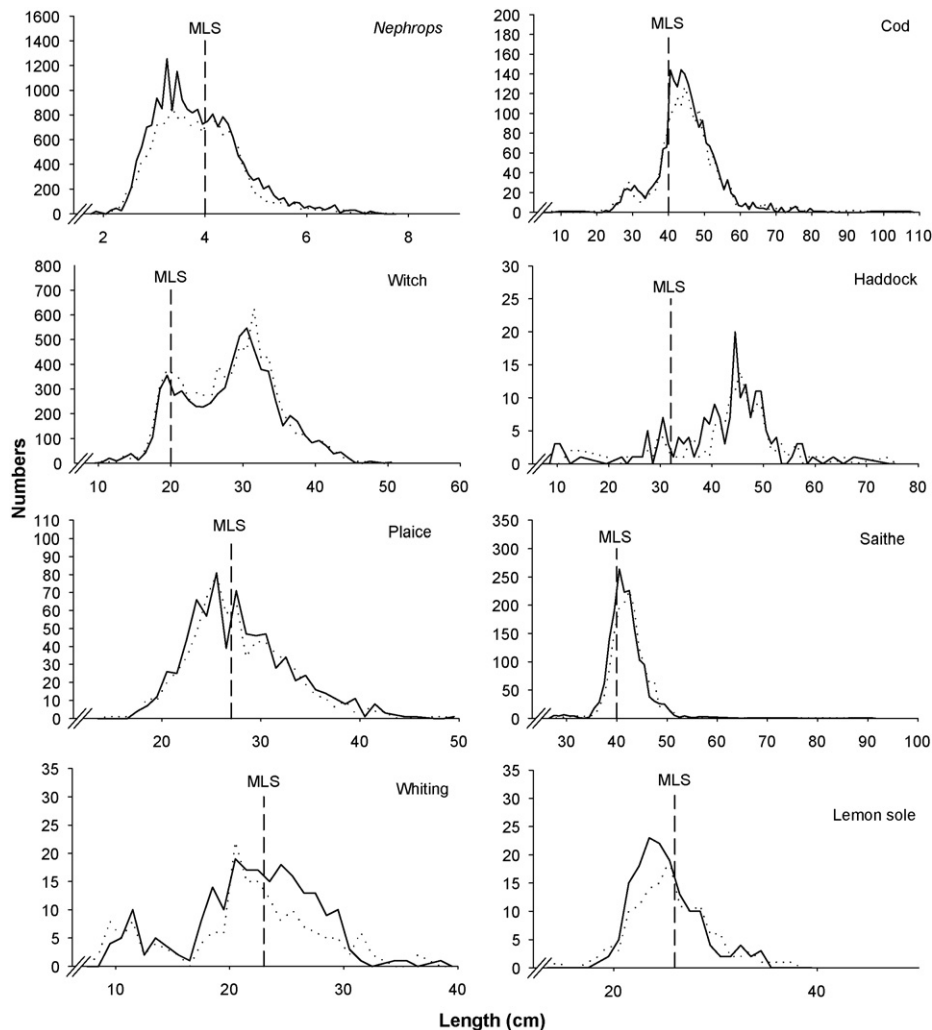 Nephrops
MLS
1600
1400
1200
1000
800
600
400
200
0
2 4 6 8
Cod
MLS
200
180
160
140
120
100
80
60
40
20
0
10 20 30 40 50 60 70 80 90 100 110
Witch
MLS
800
700
600
500
400
300
200
100
0
10 20 30 40 50 60
Haddock
MLS
30
25
20
15
10
5
0
10 20 30 40 50 60 70 80
Plaice
MLS
110
100
90
80
70
60
50
40
30
20
10
0
20 30 40 50
Saithe
MLS
350
300
250
200
150
100
50
0
30 40 50 60 70 80 90 100
Whiting
MLS
35
30
25
20
15
10
5
0
10 20 30 40
Lemon sole
MLS
35
30
25
20
15
10
5
0
20 40
Numbers
Length (cm)